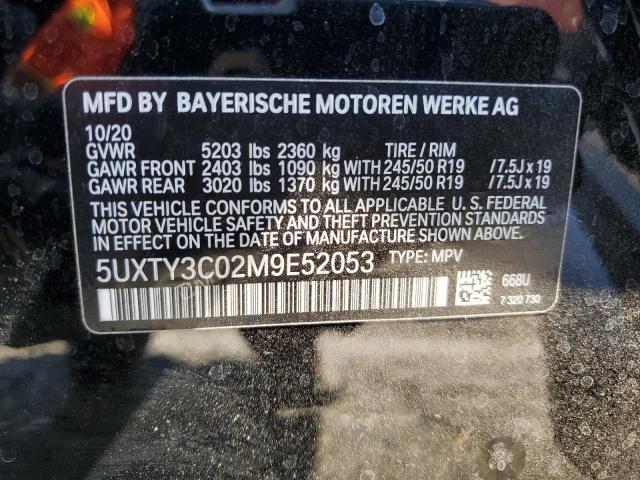 MFD BY BAYERISCHE MOTOREN WERKE AG
10/20
GVWR 5203 lbs 2360 kg TIRE / RIM
GAWR FRONT 2403 lbs 1090 kg WITH 245/50 R19 /7.5J x 19
GAWR REAR 3020 lbs 1370 kg WITH 245/50 R19 /7.5J x 19
THIS VEHICLE CONFORMS TO ALL APPLICABLE U. S. FEDERAL
MOTOR VEHICLE SAFETY AND THEFT PREVENTION STANDARDS
IN EFFECT ON THE DATE OF MANUFACTURE SHOWN ABOVE.
5UXTY3C02M9E52053 TYPE: MPV
668U
7 320 730